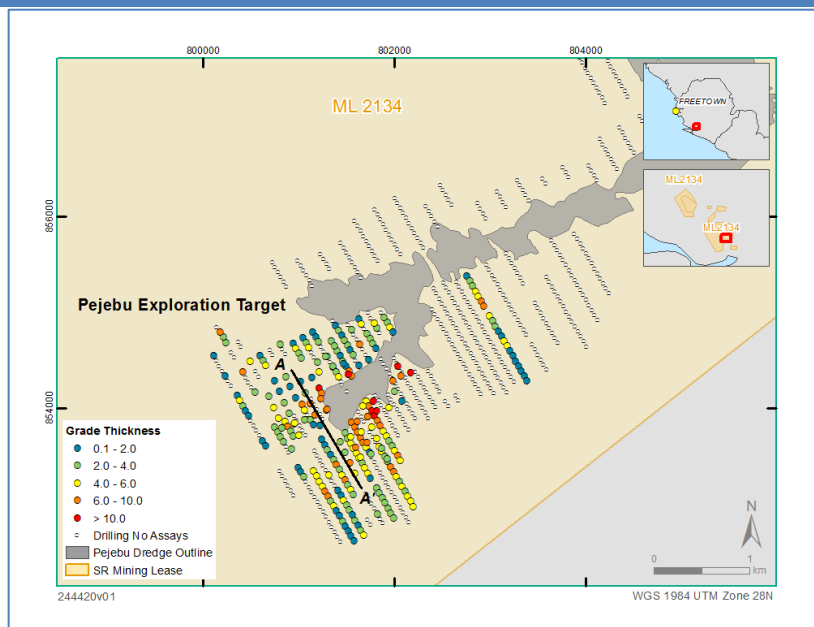 800000 802000 804000
ML 2134
FREETOWN
ML2134
ML2134
856000
Pejebu Exploration Target
A
854000
A'
Grade Thickness
0.1 - 2.0
2.0 - 4.0
4.0 - 6.0
6.0 - 10.0
> 10.0
Drilling No Assays
Pejebu Dredge Outline
SR Mining Lease
N
0 1
km
244420v01 WGS 1984 UTM Zone 28N